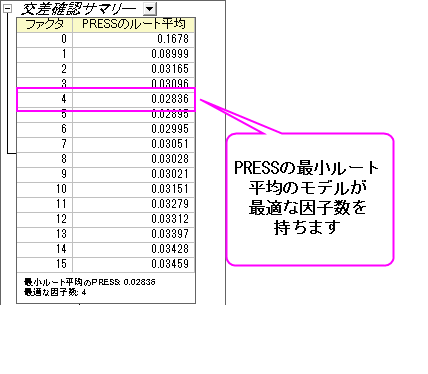 交差確認サマリー
ファクタ PRESSのルート平均
0 0.1678
1 0.08999
2 0.03165
3 0.03096
4 0.02836
5 0.02895
6 0.02995
7 0.03051
8 0.03028
9 0.03021
10 0.03151
11 0.03279
12 0.03312
13 0.03397
14 0.03428
15 0.03459
最小ルート平均のPRESS: 0.02836
最適な因子数: 4
PRESSの最小ルート
平均のモデルが
最適な因子数を
持ちます